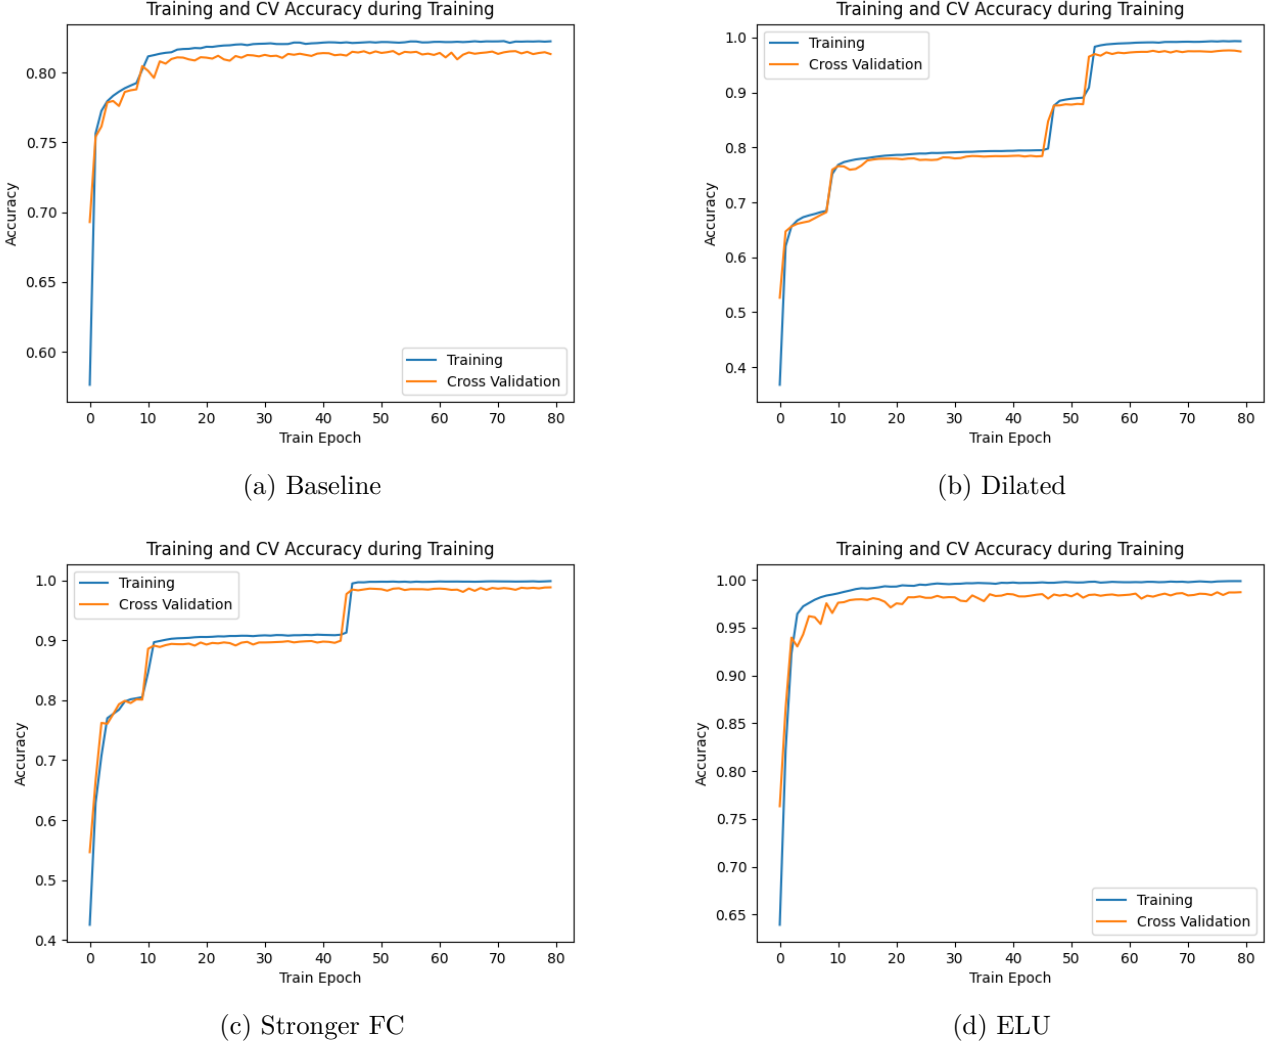 Training and CV Accuracy during Training
0.80
0.75
0.70
0.65
0.60
Accuracy
Training
Cross Validation
0 10 20 30 40 50 60 70 80
Train Epoch
(a) Baseline
Training and CV Accuracy during Training
1.0
0.9
0.8
0.7
0.6
0.5
0.4
Accuracy
Training
Cross Validation
0 10 20 30 40 50 60 70 80
Train Epoch
(b) Dilated
Training and CV Accuracy during Training
1.0
0.9
0.8
0.7
0.6
0.5
0.4
Accuracy
Training
Cross Validation
0 10 20 30 40 50 60 70 80
Train Epoch
(c) Stronger FC
Training and CV Accuracy during Training
1.00
0.95
0.90
0.85
0.80
0.75
0.70
0.65
Accuracy
Training
Cross Validation
0 10 20 30 40 50 60 70 80
Train Epoch
(d) ELU